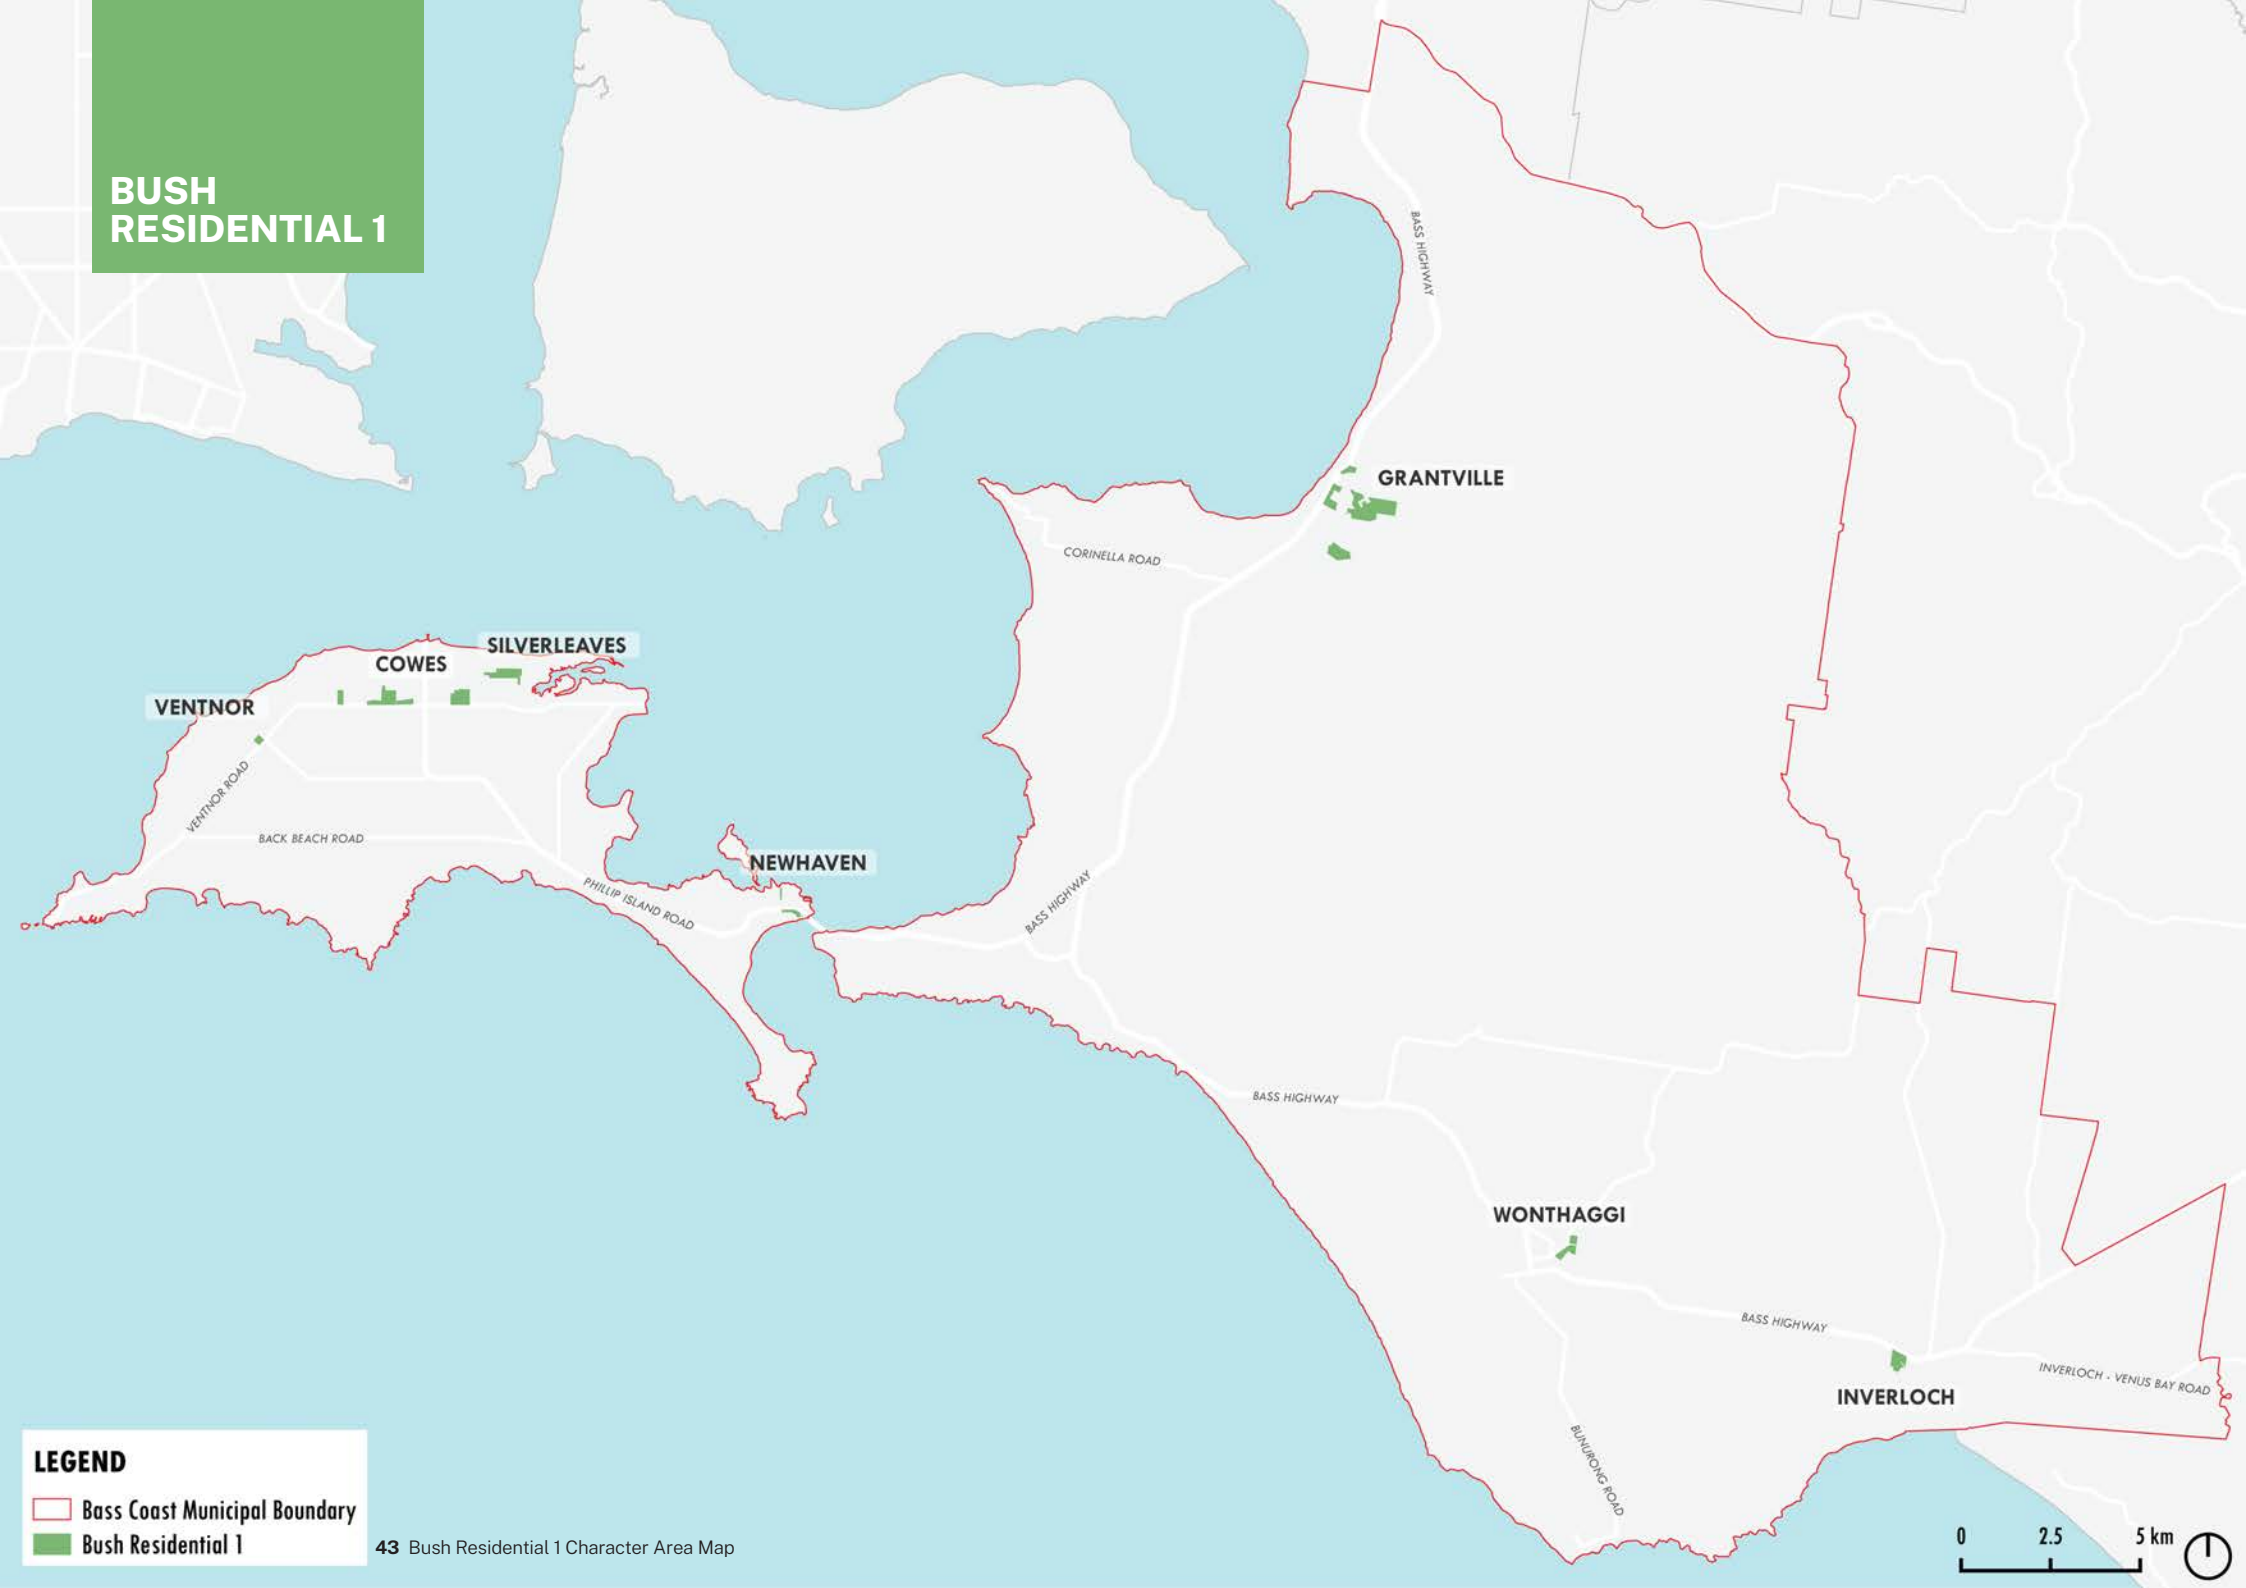 BUSH
RESIDENTIAL 1
BASS HIGHWAY
GRANTVILLE
CORINELLA ROAD
SILVERLEAVES
COWES
VENTNOR
VENTNOR ROAD
BACK BEACH ROAD
NEWHAVEN
PHILLIP ISLAND ROAD
BASS HIGHWAY
BASS HIGHWAY
WONTHAGGI
BASS HIGHWAY
INVERLOCH - VENUS BAY ROAD
INVERLOCH
BUNURONG ROAD
LEGEND
Bass Coast Municipal Boundary
Bush Residential 1
43 Bush Residential 1 Character Area Map
0 2.5 5 km